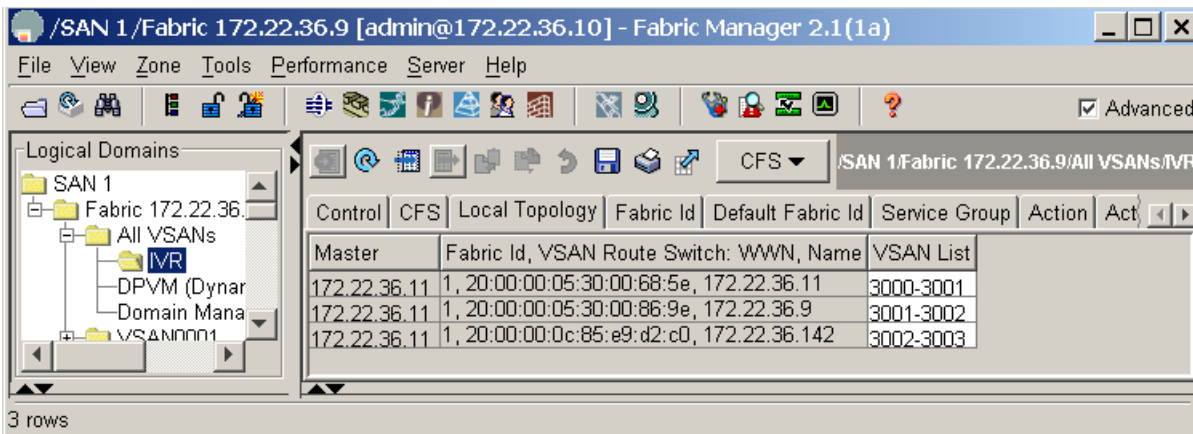 /SAN 1/Fabric 172.22.36.9 [admin@172.22.36.10] - Fabric Manager 2.1(1a)
File View Zone Tools Performance Server Help
Advanced
Logical Domains
SAN 1
Fabric 172.22.36.
All VSANs
IVR
DPVM (Dynar
Domain Mana
VSAN0001
CFS /SAN 1/Fabric 172.22.36.9/All VSANs/IVR
Control CFS Local Topology Fabric Id Default Fabric Id Service Group Action Act
Master Fabric Id, VSAN Route Switch: WWN, Name VSAN List
172.22.36.11 1, 20:00:00:05:30:00:68:5e, 172.22.36.11 3000-3001
172.22.36.11 1, 20:00:00:05:30:00:86:9e, 172.22.36.9 3001-3002
172.22.36.11 1, 20:00:00:0c:85:e9:d2:c0, 172.22.36.142 3002-3003
3 rows